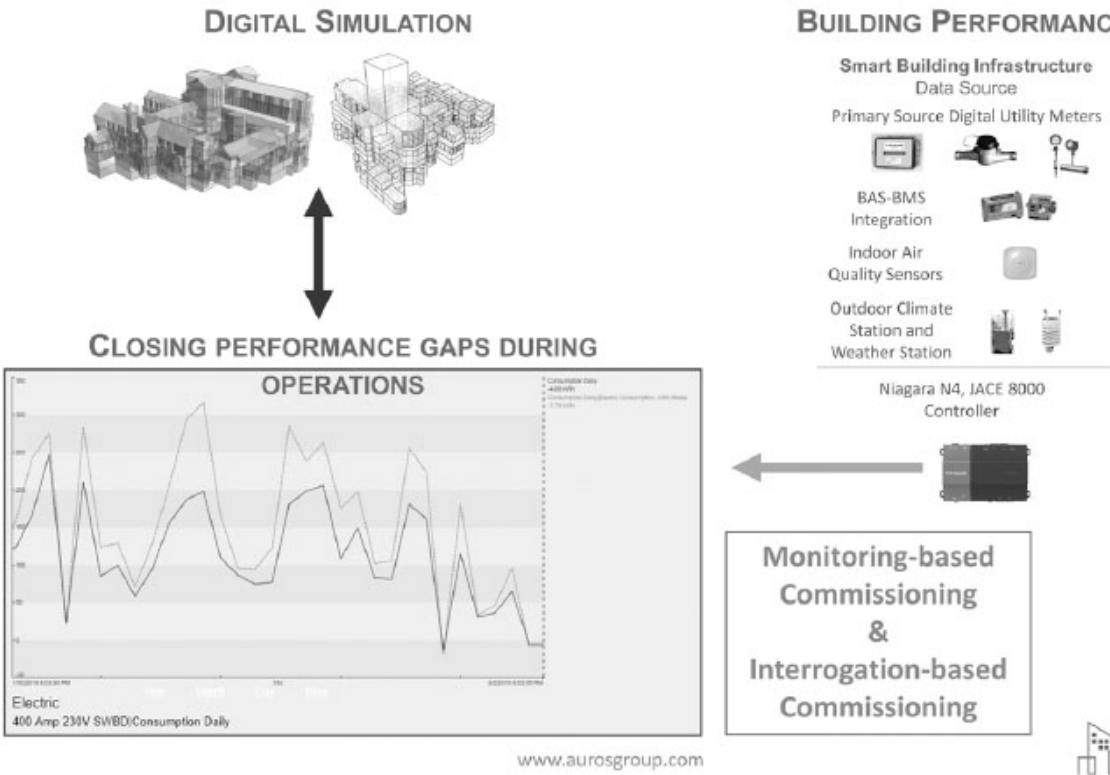 DIGITAL SIMULATION
CLOSING PERFORMANCE GAPS DURING
OPERATIONS
Consumption Daily
Electric
400 Amp 230V SWBD|Consumption Daily
BUILDING PERFORMANC
Smart Building Infrastructure
Data Source
Primary Source Digital Utility Meters
BAS-BMS
Integration
Indoor Air
Quality Sensors
Outdoor Climate
Station and
Weather Station
Niagara N4, JACE 8000
Controller
Monitoring-based
Commissioning
&
Interrogation-based
Commissioning
www.aurosgroup.com